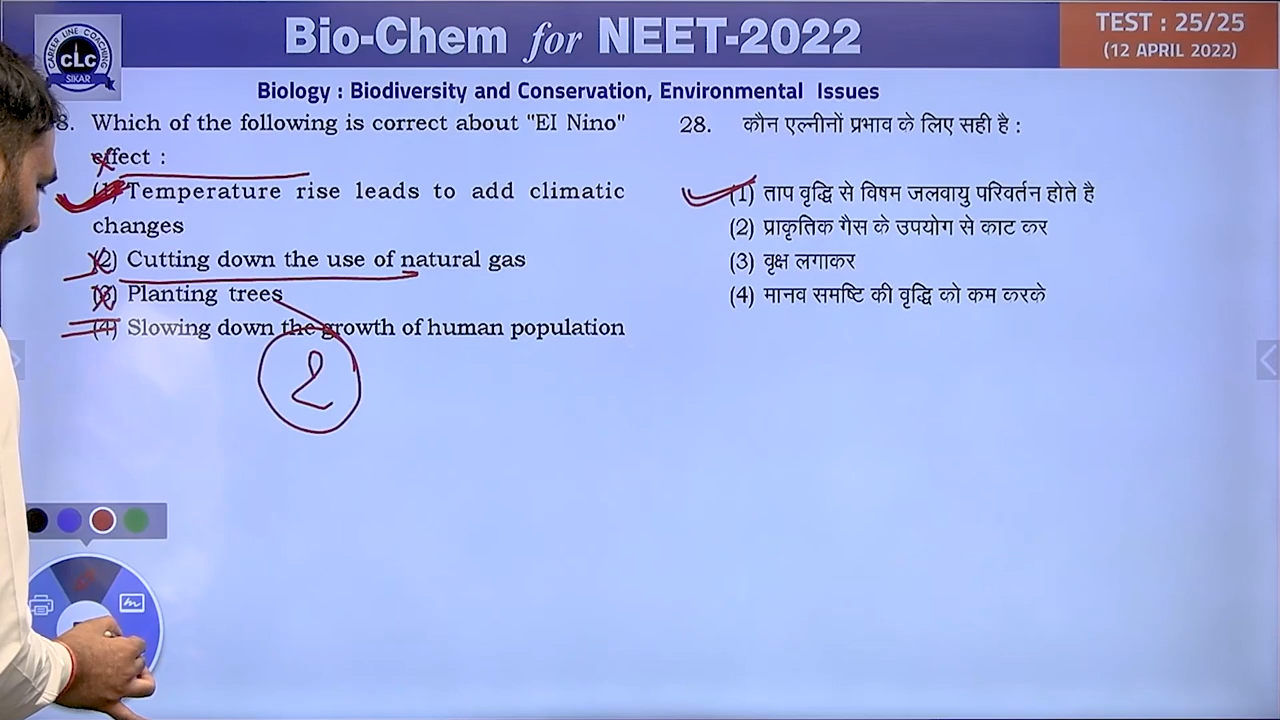 CAREER LINE COACHING
CLC
SIKAR
Bio-Chem for NEET-2022
TEST : 25/25
(12 APRIL 2022)
Biology : Biodiversity and Conservation, Environmental Issues
8. Which of the following is correct about "EI Nino"
effect :
(1) Temperature rise leads to add climatic
changes
(2) Cutting down the use of natural gas
(3) Planting trees
(4) Slowing down the growth of human population
2
28. कौन एल्नीनों प्रभाव के लिए सही है :
(1) ताप वृद्धि से विषम जलवायु परिवर्तन होते है
(2) प्राकृतिक गैस के उपयोग से काट कर
(3) वृक्ष लगाकर
(4) मानव समष्टि की वृद्धि को कम करके